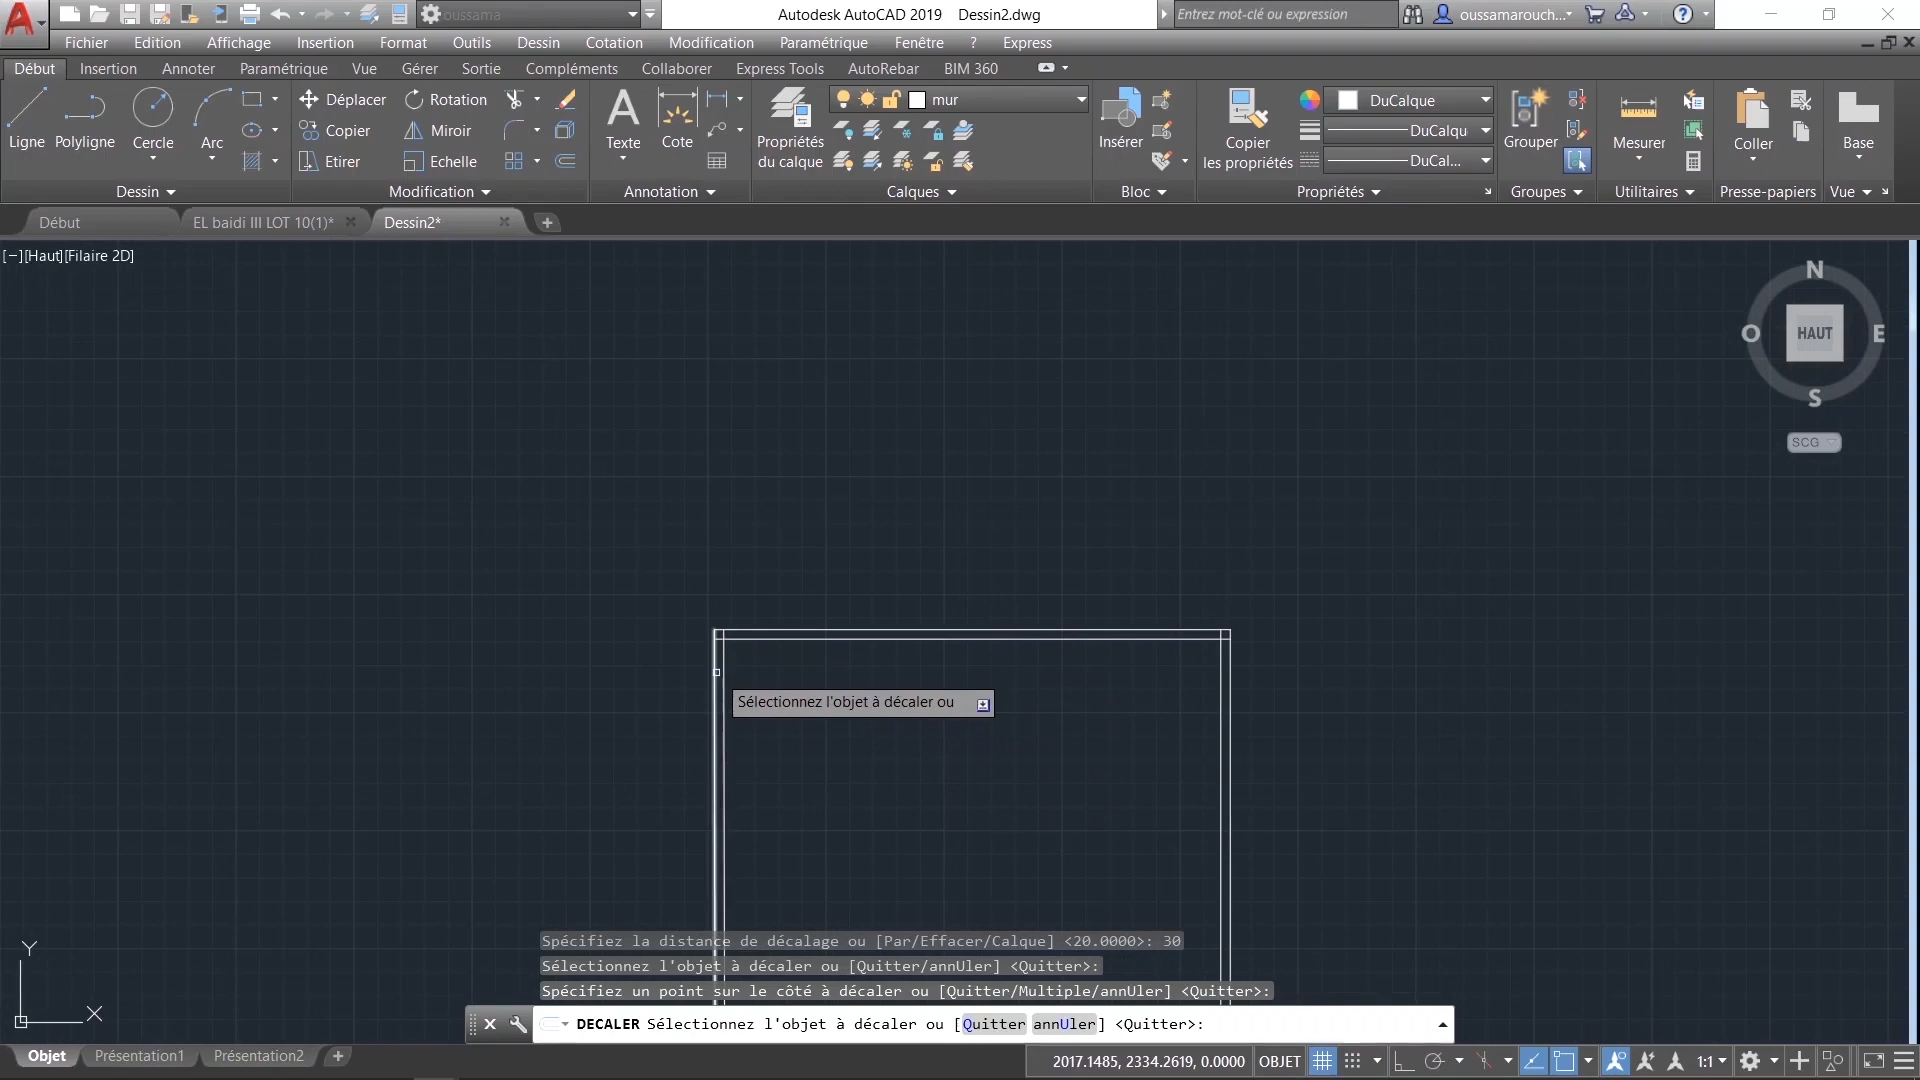 oussama
Autodesk AutoCAD 2019 Dessin2.dwg
Entrez mot-clé ou expression
oussamarouch...
Fichier Edition Affichage Insertion Format Outils Dessin Cotation Modification Paramétrique Fenêtre ? Express
Début Insertion Annoter Paramétrique Vue Gérer Sortie Compléments Collaborer Express Tools AutoRebar BIM 360
Ligne Polyligne Cercle Arc
Déplacer Rotation
Copier Miroir
Etirer Echelle
Texte Cote
Propriétés
du calque
mur
Insérer
Copier
les propriétés
DuCalque
DuCalqu
DuCal...
Grouper
Mesurer
Coller
Base
Dessin Modification Annotation Calques Bloc Propriétés Groupes Utilitaires Presse-papiers Vue
Début EL baidi III LOT 10(1)* Dessin2*
[−][Haut][Filaire 2D]
N
O HAUT E
S
SCG
Sélectionnez l'objet à décaler ou
Spécifiez la distance de décalage ou [Par/Effacer/Calque] <20.0000>: 30
Sélectionnez l'objet à décaler ou [Quitter/annUler] <Quitter>:
Spécifiez un point sur le côté à décaler ou [Quitter/Multiple/annUler] <Quitter>:
DECALER Sélectionnez l'objet à décaler ou [Quitter annUler] <Quitter>:
Y
X
Objet Présentation1 Présentation2
2017.1485, 2334.2619, 0.0000 OBJET 1:1